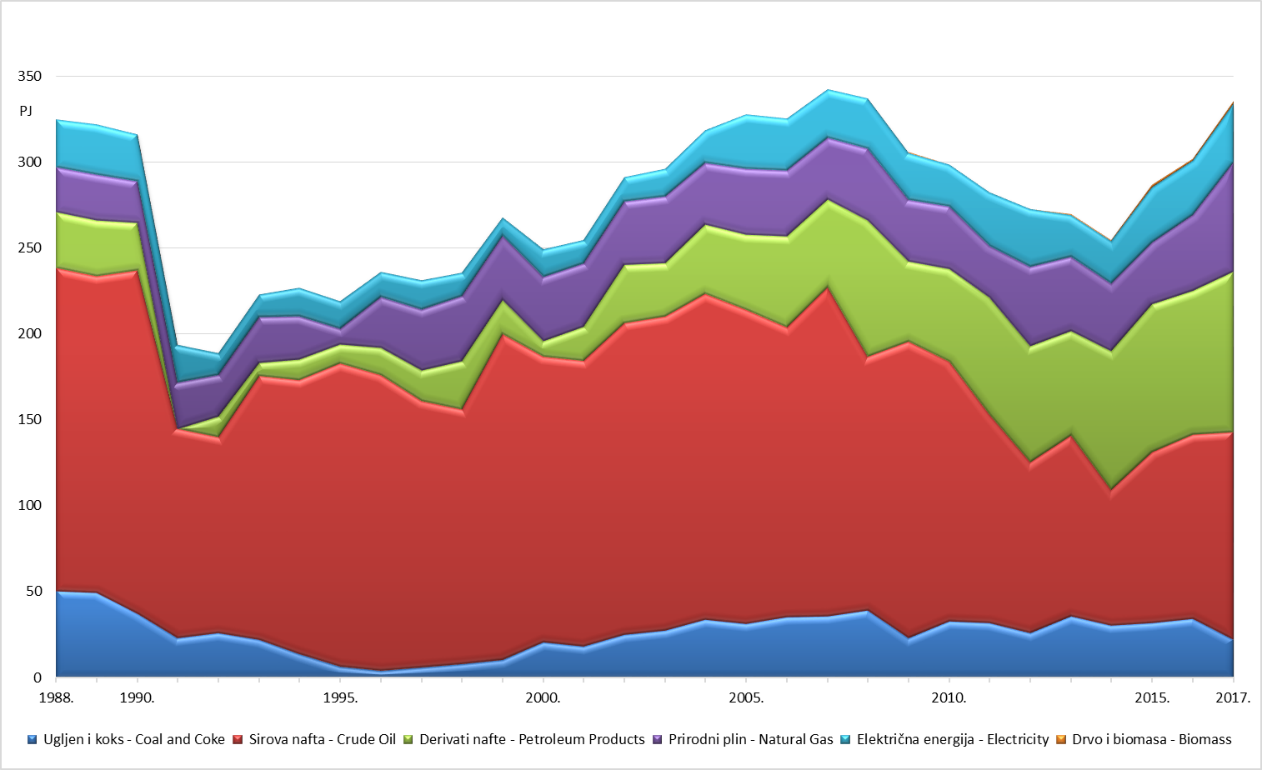 350
PJ
300
250
200
150
100
50
0
1988. 1990. 1995. 2000. 2005. 2010. 2015. 2017.
Ugljen i koks - Coal and Coke Sirova nafta - Crude Oil Derivati nafte - Petroleum Products Prirodni plin - Natural Gas Električna energija - Electricity Drvo i biomasa - Biomass